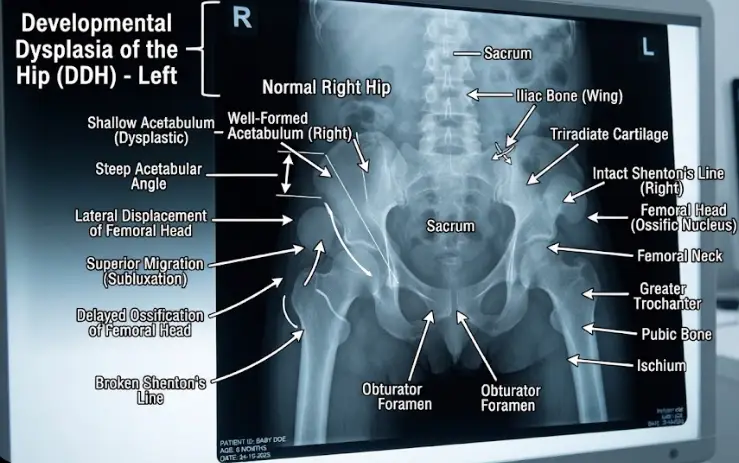 Developmental
Dysplasia of the
Hip (DDH) - Left
R
L
Sacrum
Normal Right Hip
Iliac Bone (Wing)
Shallow Acetabulum
(Dysplastic)
Well-Formed
Acetabulum (Right)
Triradiate Cartilage
Steep Acetabular
Angle
Intact Shenton's Line
(Right)
Lateral Displacement
of Femoral Head
Sacrum
Femoral Head
(Ossific Nucleus)
Superior Migration
(Subluxation)
Femoral Neck
Delayed Ossification
of Femoral Head
Greater
Trochanter
Pubic Bone
Broken Shenton's
Line
Ischium
Obturator
Foramen
Obturator
Foramen
PATIENT ID: BABY DOE
AGE: 6 MONTHS